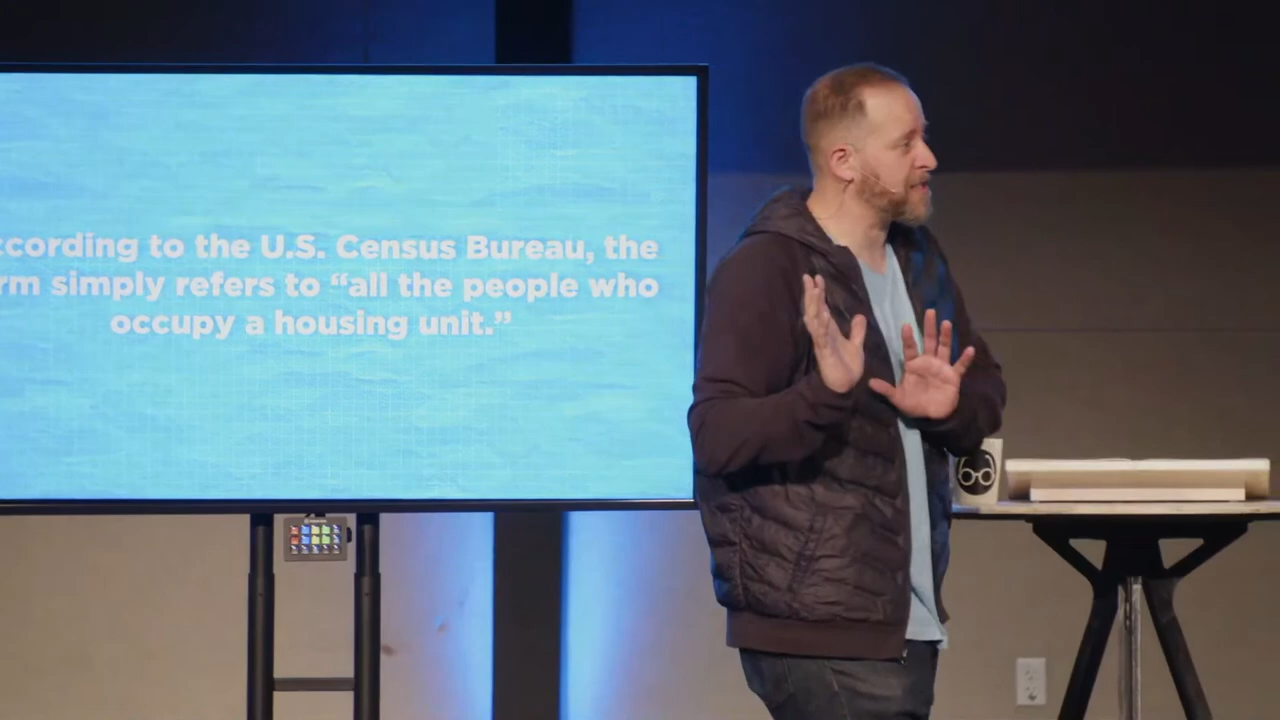 ccording to the U.S. Census Bureau, the
rm simply refers to “all the people who
occupy a housing unit.”